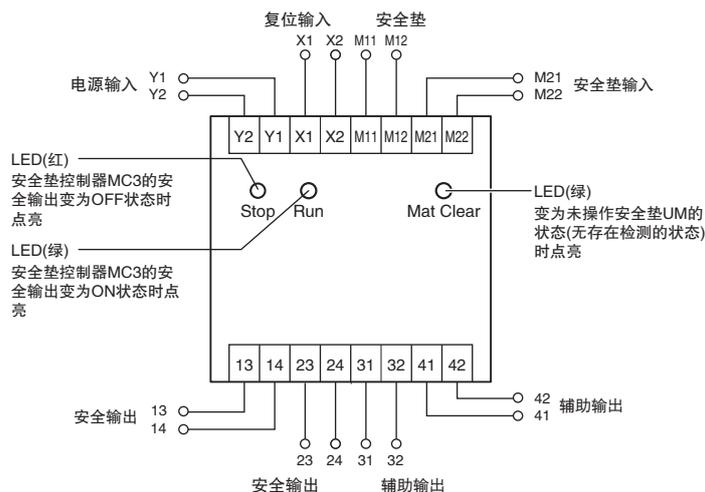 复位输入 安全垫
X1 X2 M11 M12
电源输入 Y1
Y2
M21
M22 安全垫输入
Y2 Y1 X1 X2 M11 M12 M21 M22
LED(红)
安全垫控制器MC3的安
全输出变为OFF状态时
点亮
Stop Run Mat Clear
LED(绿)
变为未操作安全垫UM的
状态(无存在检测的状态)
时点亮
LED(绿)
安全垫控制器MC3的安
全输出变为ON状态时点
亮
13 14 23 24 31 32 41 42
安全输出 13
14
42
41 辅助输出
23 24 31 32
安全输出 辅助输出